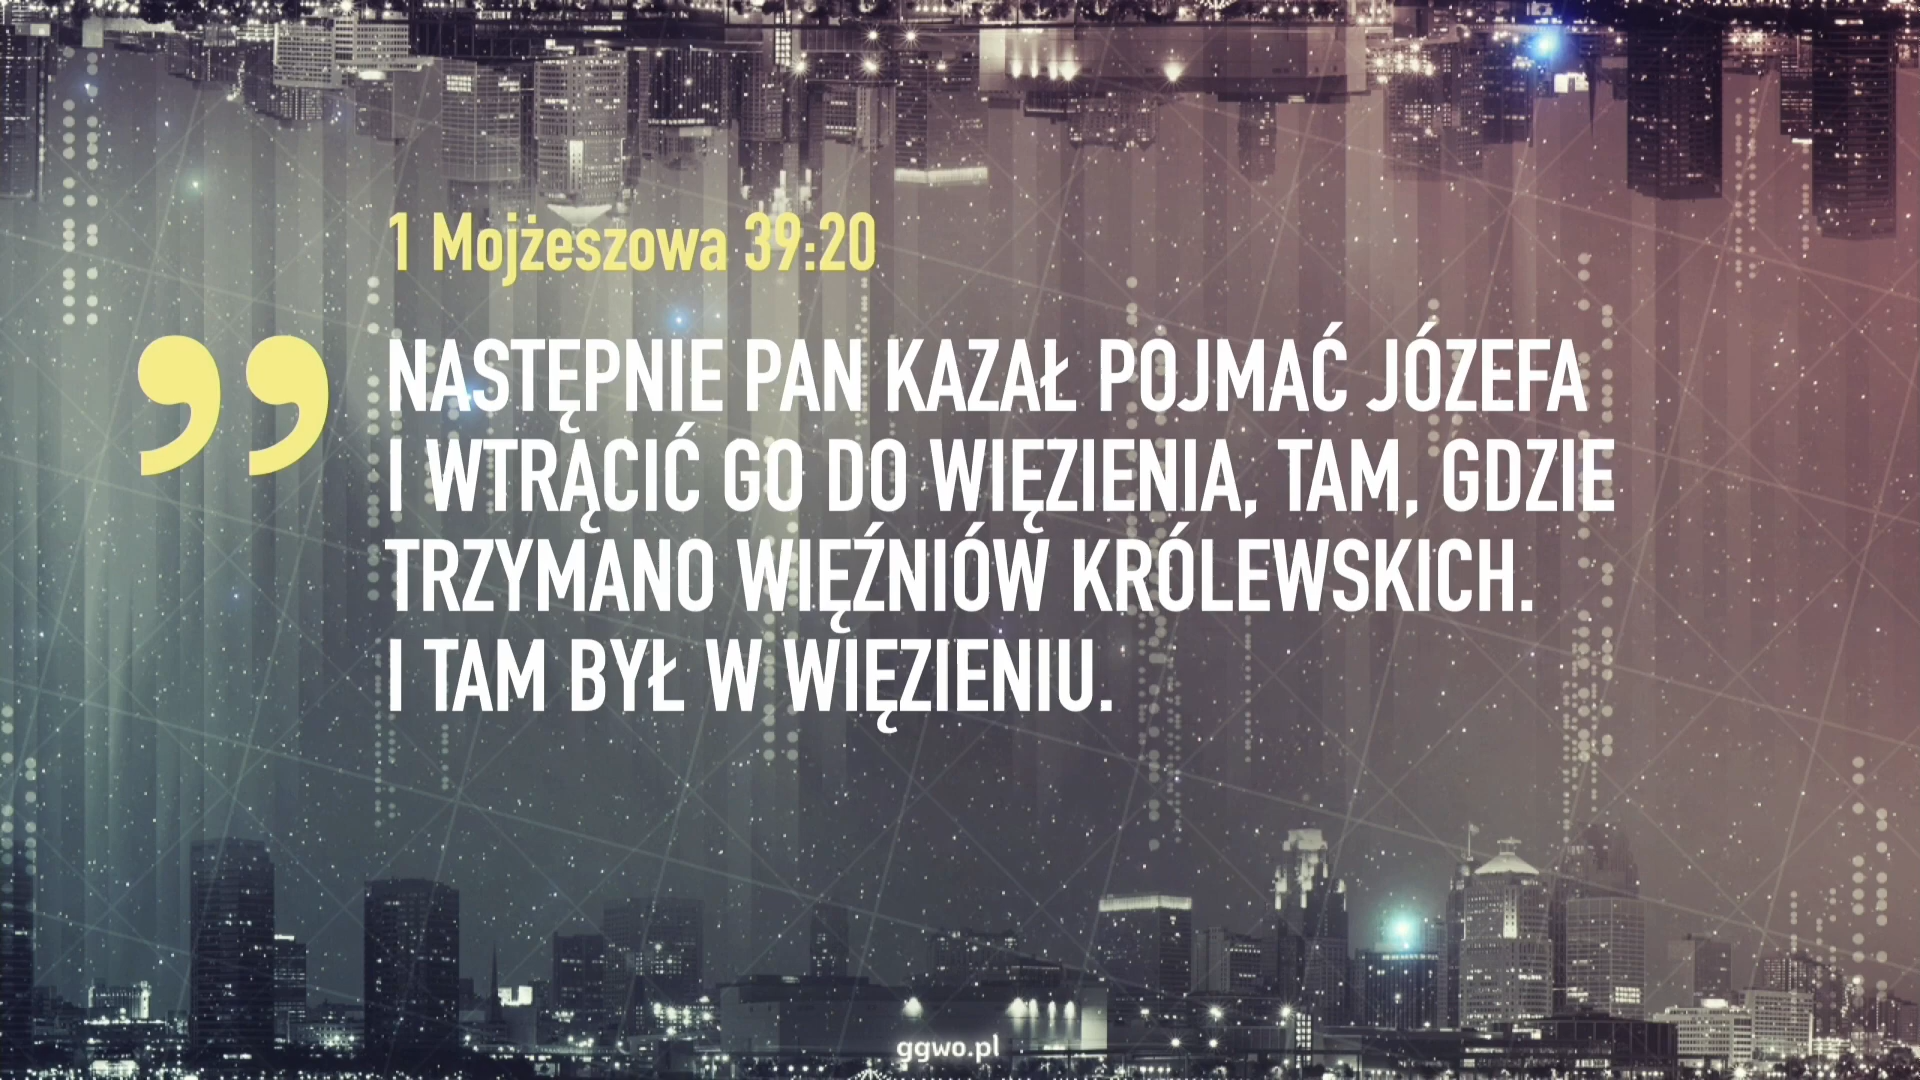 1 Mojżeszowa 39:20
” NASTĘPNIE PAN KAZAŁ POJMAĆ JÓZEFA
I WTRĄCIĆ GO DO WIĘZIENIA, TAM, GDZIE
TRZYMANO WIĘŹNIÓW KRÓLEWSKICH.
I TAM BYŁ W WIĘZIENIU.
ggwo.pl